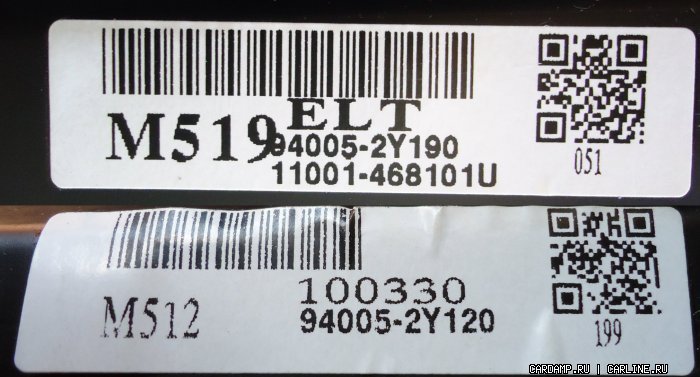 M519 ELT
94005-2Y190
11001-468101U
051
100330
M512 94005-2Y120
199
CARDAMP.RU | CARLINE.RU